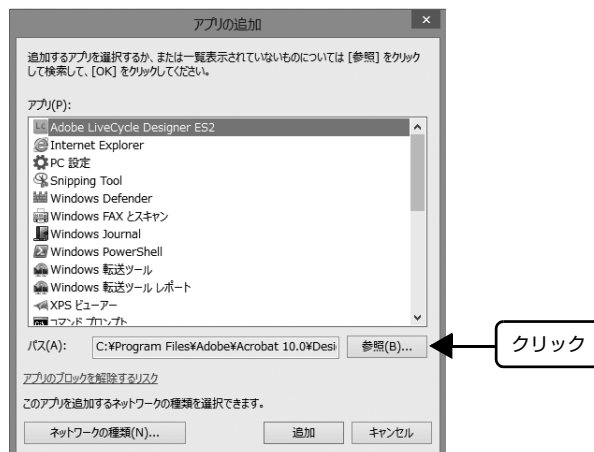 アプリの追加
追加するアプリを選択するか、または一覧表示されていないものについては [参照] をクリック
して検索して、[OK] をクリックしてください。
アプリ(P):
Adobe LiveCycle Designer ES2
Internet Explorer
PC 設定
Snipping Tool
Windows Defender
Windows FAX とスキャン
Windows Journal
Windows PowerShell
Windows 転送ツール
Windows 転送ツール レポート
XPS ビューアー
コマンド プロンプト
パス(A): C:¥Program Files¥Adobe¥Acrobat 10.0¥Desi 参照(B)...
クリック
アプリのブロックを解除するリスク
このアプリを追加するネットワークの種類を選択できます。
ネットワークの種類(N)... 追加 キャンセル